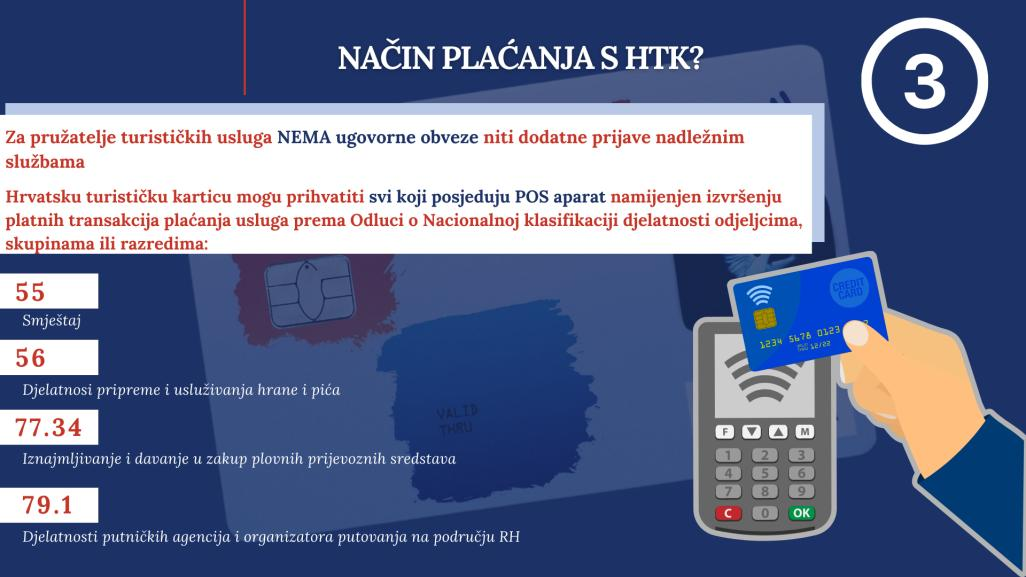 NAČIN PLAĆANJA S HTK?
3
Za pružatelje turističkih usluga NEMA ugovorne obveze niti dodatne prijave nadležnim
službama
Hrvatsku turističku karticu mogu prihvatiti svi koji posjeduju POS aparat namijenjen izvršenju
platnih transakcija plaćanja usluga prema Odluci o Nacionalnoj klasifikaciji djelatnosti odjeljcima,
skupinama ili razredima:
55
Smještaj
56
Djelatnosi pripreme i usluživanja hrane i pića
77.34
Iznajmljivanje i davanje u zakup plovnih prijevoznih sredstava
79.1
Djelatnosti putničkih agencija i organizatora putovanja na području RH
VALID
THRU
CREDIT
CARD
1234 5678 0123
12/22
F M
1 2 3
4 5 6
7 8 9
C 0 OK